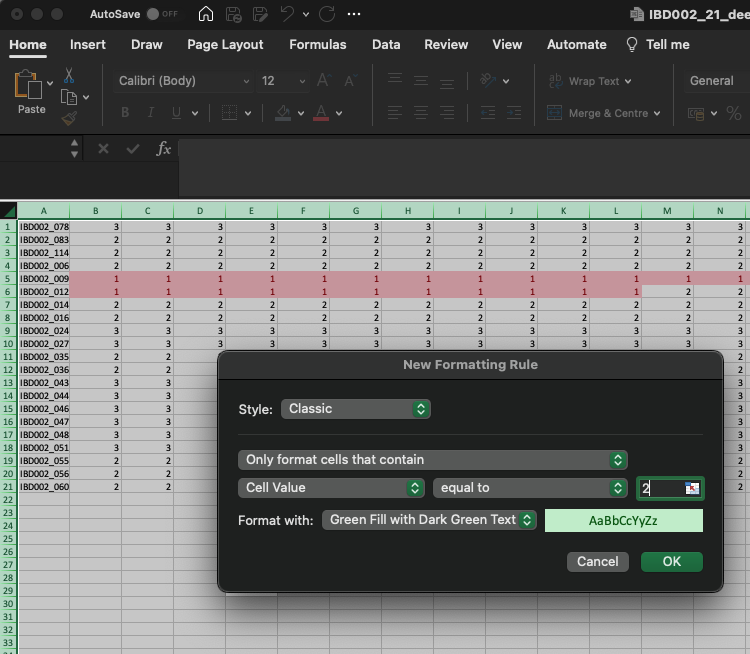 AutoSave OFF ... IBD002_21_dee
Home Insert Draw Page Layout Formulas Data Review View Automate Tell me
Paste Calibri (Body) 12 A A Wrap Text General
B I U A Merge & Centre %
fx
A B C D E F G H I J K L M N
1 IBD002_078 3 3 3 3 3 3 3 3 3 3 3 3 3
2 IBD002_083 2 2 2 2 2 2 2 2 2 2 2 2 2
3 IBD002_114 2 2 2 2 2 2 2 2 2 2 2 2 2
4 IBD002_006 2 2 2 2 2 2 2 2 2 2 2 2 2
5 IBD002_009 1 1 1 1 1 1 1 1 1 1 1 1 1
6 IBD002_012 1 1 1 1 1 1 1 1 1 1 1 2 2
7 IBD002_014 2 2 2 2 2 2 2 2 2 2 2 2 2
8 IBD002_016 2 2 2 2 2 2 2 2 2 2 2 2 2
9 IBD002_024 3 3 3 3 3 3 3 3 3 3 3 3 3
10 IBD002_027 3 3 3 3 3 3 3 3 3 3 3 3 3
11 IBD002_035 2 2 2
12 IBD002_036 2 2 2
13 IBD002_043 3 3 3
14 IBD002_044 3 3 3
15 IBD002_046 3 3 3
16 IBD002_047 3 3 3
17 IBD002_048 3 3 3
18 IBD002_051 3 3 3
19 IBD002_055 2 2 2
20 IBD002_056 2 2 2
21 IBD002_060 2 2 2
22
23
24
25
26
27
28
29
30
31
32
33
New Formatting Rule
Style: Classic
Only format cells that contain
Cell Value equal to 2
Format with: Green Fill with Dark Green Text AaBbCcYyZz
Cancel OK